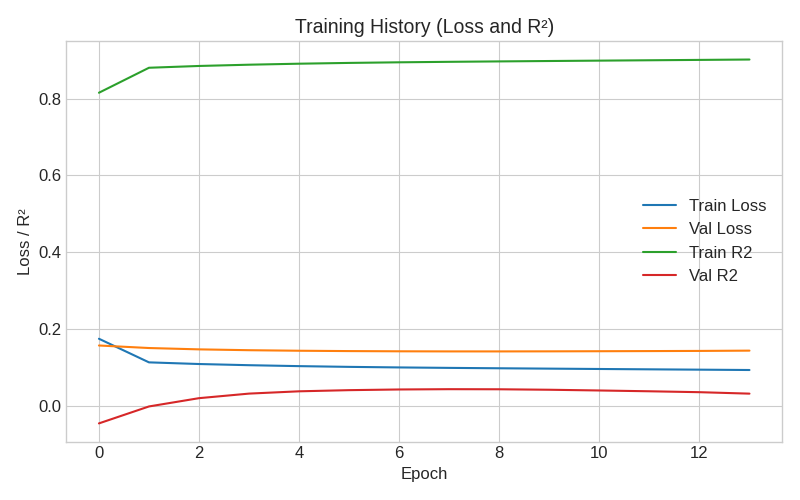 Training History (Loss and R²)
Loss / R²
0.8
0.6
0.4
0.2
0.0
0 2 4 6 8 10 12
Epoch
Train Loss
Val Loss
Train R2
Val R2